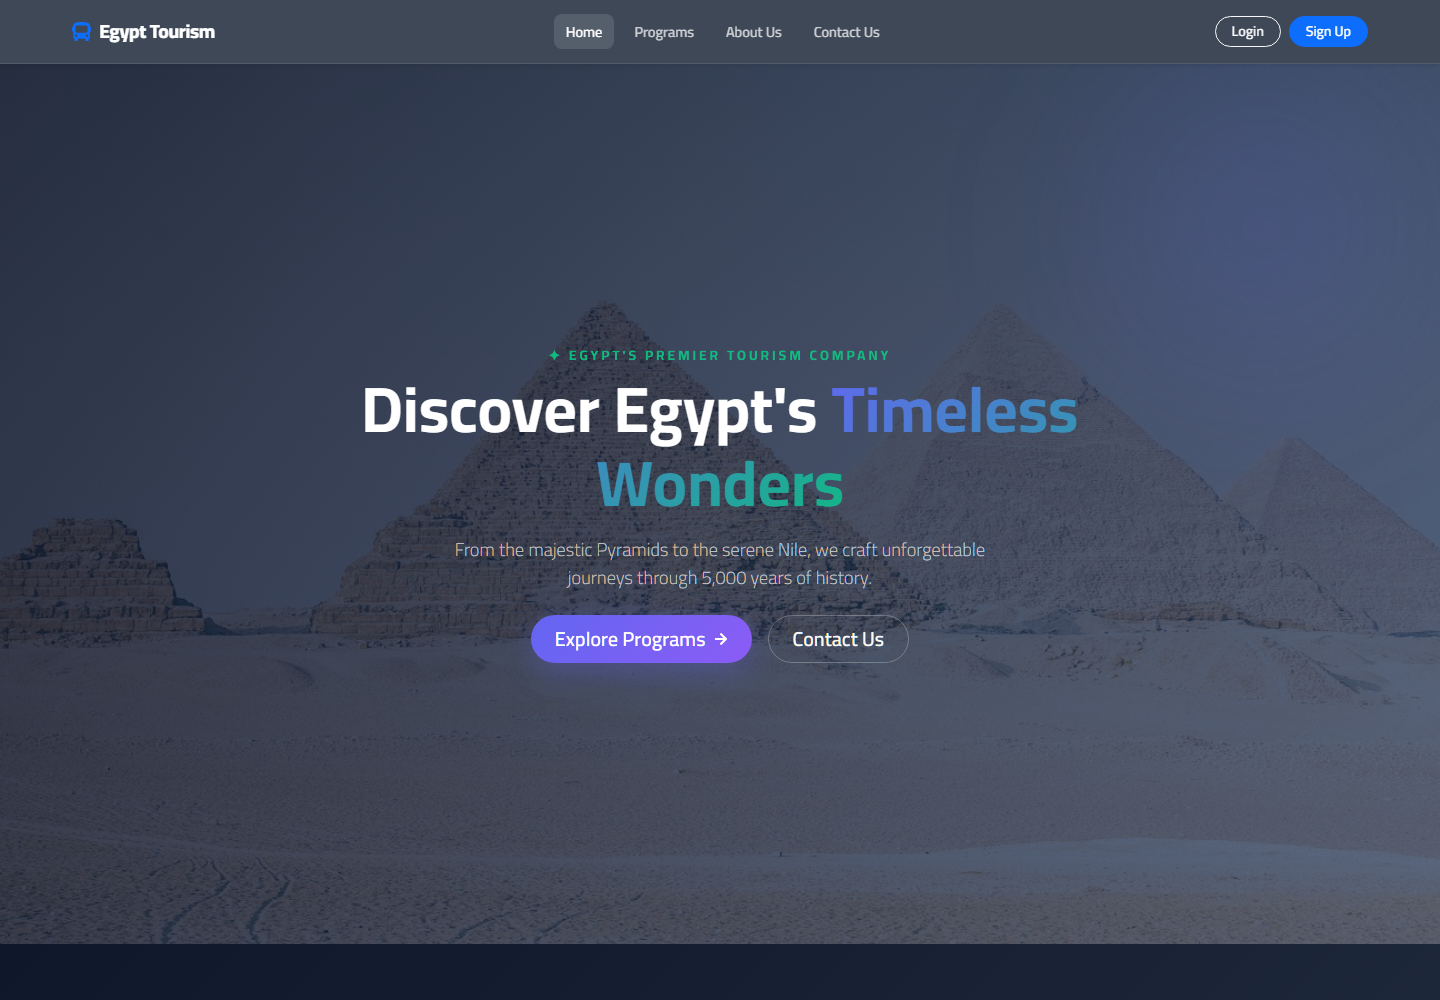 Egypt Tourism
Home
Programs
About Us
Contact Us
Login
Sign Up
✦ EGYPT'S PREMIER TOURISM COMPANY
Discover Egypt's Timeless
Wonders
From the majestic Pyramids to the serene Nile, we craft unforgettable
journeys through 5,000 years of history.
Explore Programs →
Contact Us